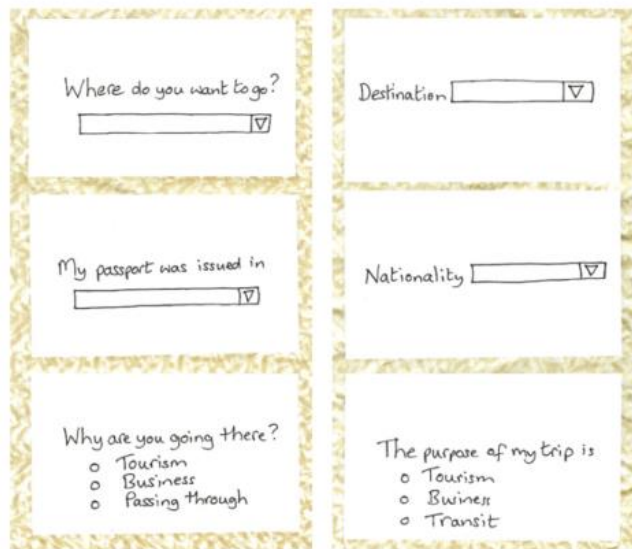 Where do you want to go?
My passport was issued in
Why are you going there?
Tourism
Business
Passing through
Destination
Nationality
The purpose of my trip is
Tourism
Business
Transit